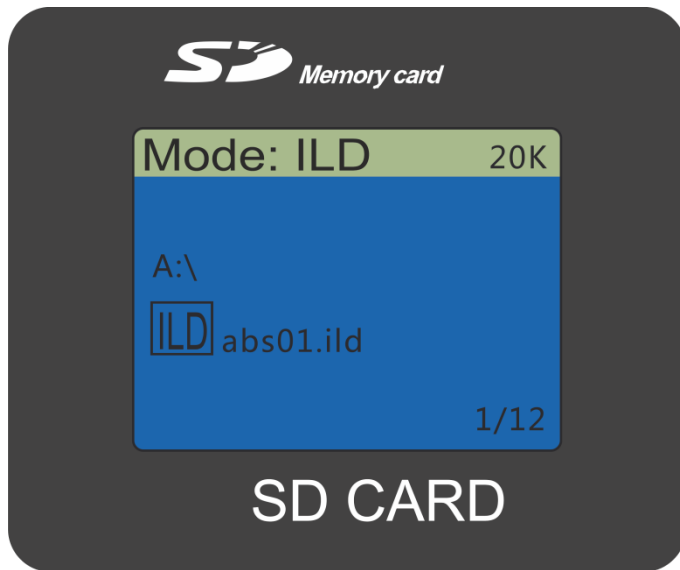 SD Memory card
Mode: ILD 20K
A:\
ILD abs01.ild
1/12
SD CARD